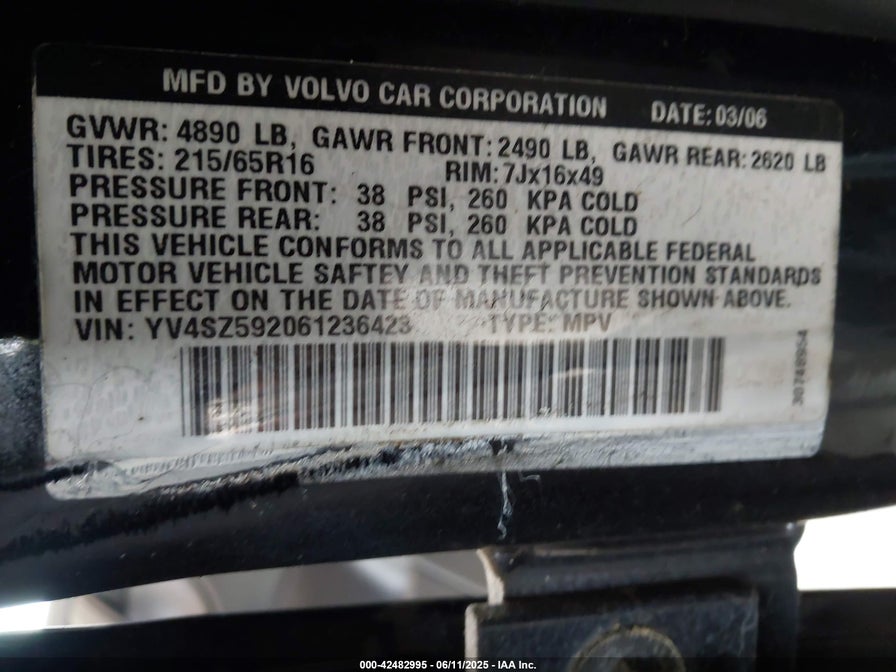 MFD BY VOLVO CAR CORPORATION DATE: 03/06
GVWR: 4890 LB, GAWR FRONT: 2490 LB, GAWR REAR: 2620 LB
TIRES: 215/65R16 RIM: 7Jx16x49
PRESSURE FRONT: 38 PSI, 260 KPA COLD
PRESSURE REAR: 38 PSI, 260 KPA COLD
THIS VEHICLE CONFORMS TO ALL APPLICABLE FEDERAL
MOTOR VEHICLE SAFTEY AND THEFT PREVENTION STANDARDS
IN EFFECT ON THE DATE OF MANUFACTURE SHOWN ABOVE.
VIN: YV4SZ592061236423 TYPE: MPV
30748954
000-42482995 - 06/11/2025 - IAA Inc.